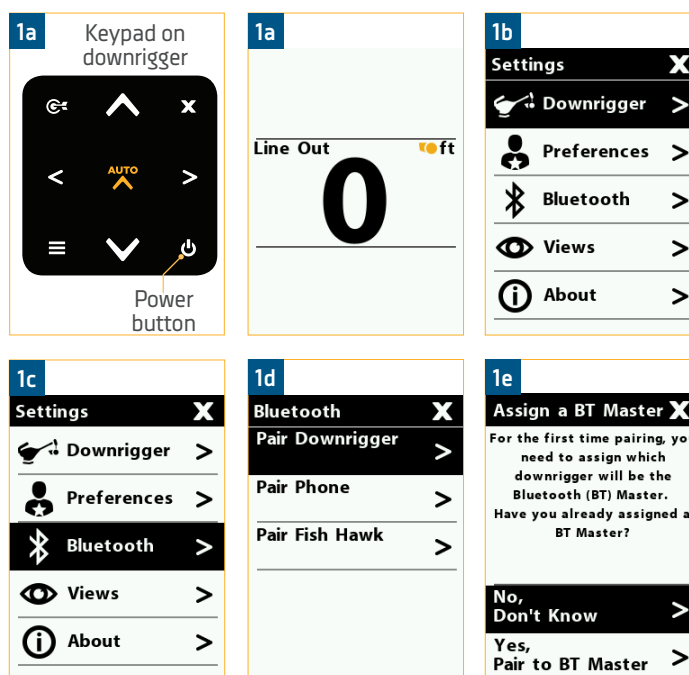 1a
Keypad on
downrigger
X
AUTO
Power
button
1a
Line Out ft
0
1b
Settings X
Downrigger >
Preferences >
Bluetooth >
Views >
About >
1c
Settings X
Downrigger >
Preferences >
Bluetooth >
Views >
About >
1d
Bluetooth X
Pair Downrigger >
Pair Phone >
Pair Fish Hawk >
1e
Assign a BT Master X
For the first time pairing, you
need to assign which
downrigger will be the
Bluetooth (BT) Master.
Have you already assigned a
BT Master?
No,
Don't Know >
Yes,
Pair to BT Master >